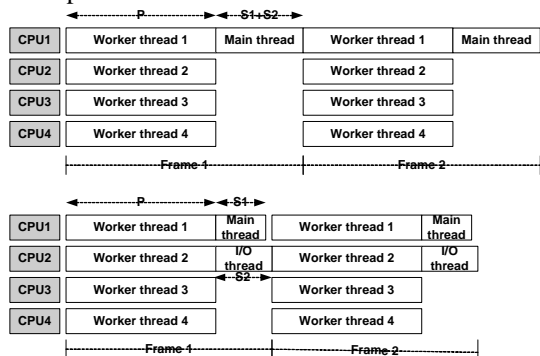 P S1+S2
CPU1 Worker thread 1 Main thread Worker thread 1 Main thread
CPU2 Worker thread 2 Worker thread 2
CPU3 Worker thread 3 Worker thread 3
CPU4 Worker thread 4 Worker thread 4
Frame 1 Frame 2
P S1
CPU1 Worker thread 1 Main thread Worker thread 1 Main thread
CPU2 Worker thread 2 I/O thread Worker thread 2 I/O thread
S2
CPU3 Worker thread 3 Worker thread 3
CPU4 Worker thread 4 Worker thread 4
Frame 1 Frame 2